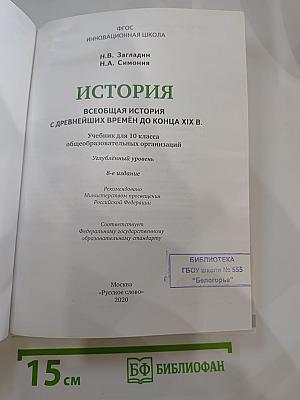 ФГОС
ИННОВАЦИОННАЯ ШКОЛА
Н.В. Загладин
Н.А. Симония
ИСТОРИЯ
ВСЕОБЩАЯ ИСТОРИЯ
С ДРЕВНЕЙШИХ ВРЕМЁН ДО КОНЦА XIX В.
Учебник для 10 класса
общеобразовательных организаций
Углублённый уровень
8-е издание
Рекомендовано
Министерством просвещения
Российской Федерации
Соответствует
Федеральному государственному
образовательному стандарту
БИБЛИОТЕКА
ГБОУ школа № 555
"Белогорье"
Москва
«Русское слово»
2020
15 см
БФ БИБЛИОФАН